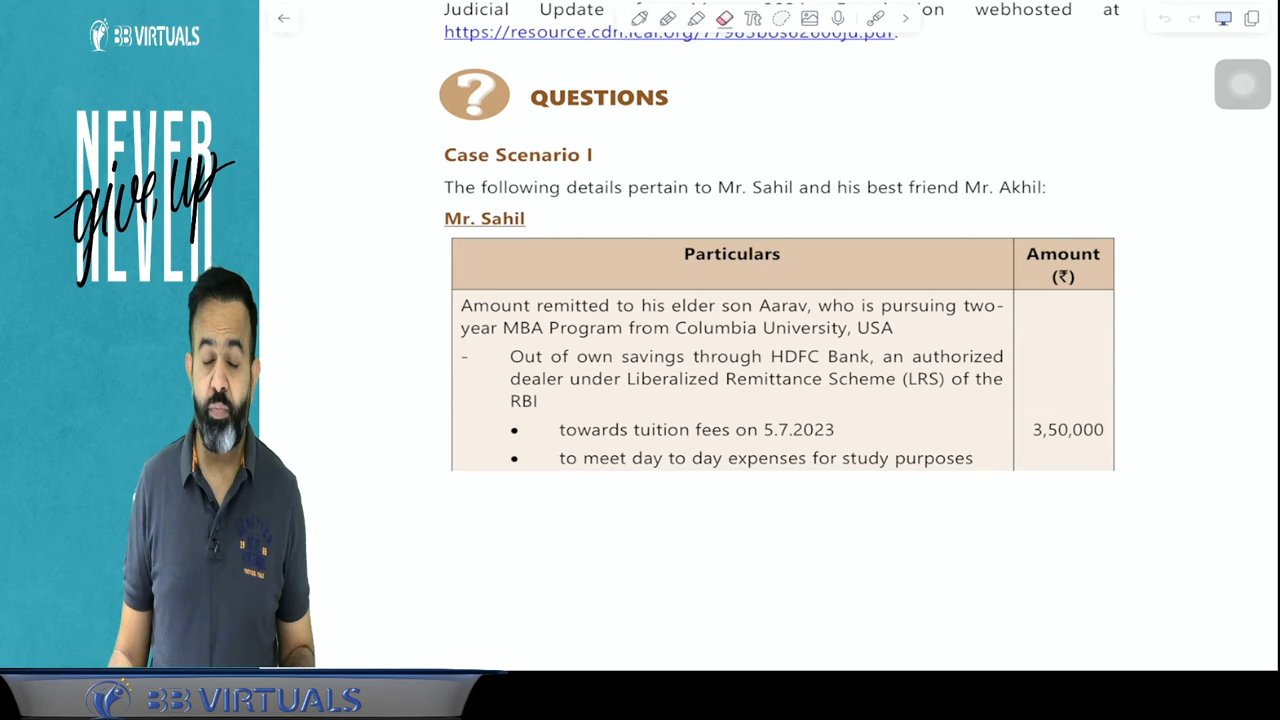 BB VIRTUALS
NEVER
give up
NEVER
Judicial Update
webhosted at
QUESTIONS
Case Scenario I
The following details pertain to Mr. Sahil and his best friend Mr. Akhil:
Mr. Sahil
Particulars
Amount
(₹)
Amount remitted to his elder son Aarav, who is pursuing two-
year MBA Program from Columbia University, USA
- Out of own savings through HDFC Bank, an authorized
dealer under Liberalized Remittance Scheme (LRS) of the
RBI
• towards tuition fees on 5.7.2023 3,50,000
• to meet day to day expenses for study purposes
BB VIRTUALS